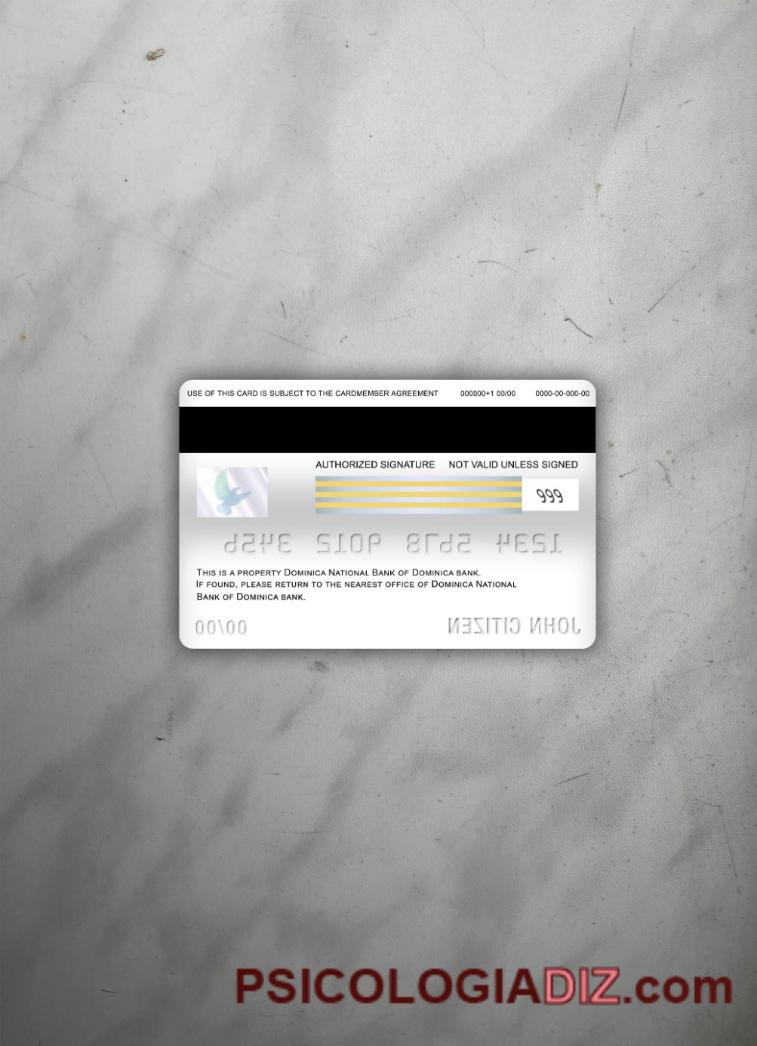 USE OF THIS CARD IS SUBJECT TO THE CARDMEMBER AGREEMENT 000000+1 00/00 0000-00-000-00
AUTHORIZED SIGNATURE NOT VALID UNLESS SIGNED
999
1234 5678 9012 3456
THIS IS A PROPERTY DOMINICA NATIONAL BANK OF DOMINICA BANK.
IF FOUND, PLEASE RETURN TO THE NEAREST OFFICE OF DOMINICA NATIONAL
BANK OF DOMINICA BANK.
00/00 JOHN CITIZEN
PSICOLOGIADIZ.com